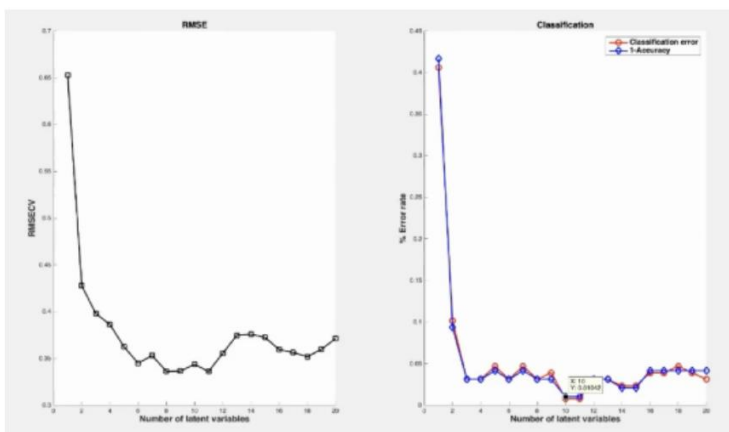 RMSE
0.7
0.65
0.6
0.55
0.5
0.45
0.4
0.35
0.3
RMSECV
0 2 4 6 8 10 12 14 16 18 20
Number of latent variables
Classification
Classification error
1-Accuracy
0.45
0.4
0.35
0.3
0.25
0.2
0.15
0.1
0.05
0
% Error rate
X: 10
0 2 4 6 8 10 12 14 16 18 20
Number of latent variables